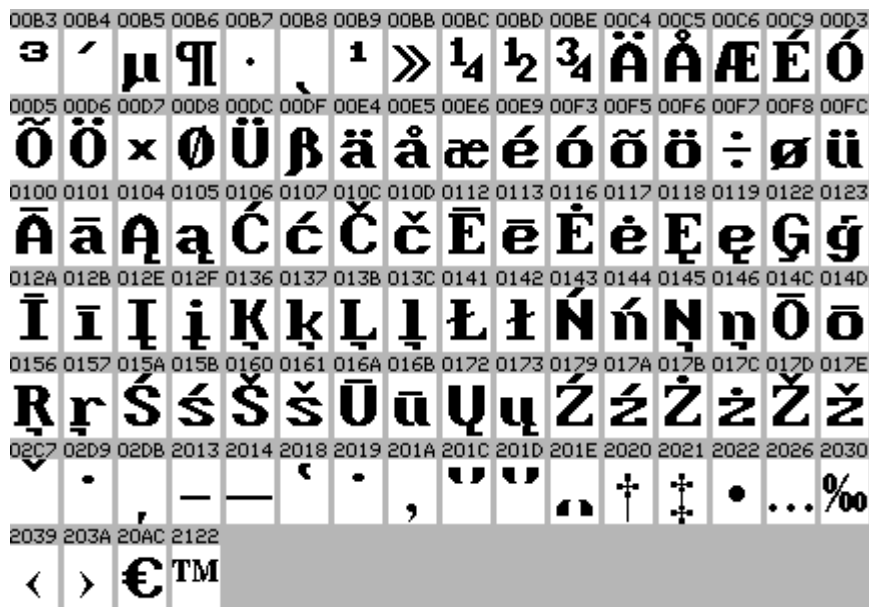 00B3 00B4 00B5 00B6 00B7 00B8 00B9 00BB 00BC 00BD 00BE 00C4 00C5 00C6 00C9 00D3
³ ´ µ ¶ · ¸ ¹ » ¼ ½ ¾ Ä Å Æ É Ó
00D5 00D6 00D7 00D8 00DC 00DF 00E4 00E5 00E6 00E9 00F3 00F5 00F6 00F7 00F8 00FC
Õ Ö × Ø Ü ß ä å æ é ó õ ö ÷ ø ü
0100 0101 0104 0105 0106 0107 010C 010D 0112 0113 0116 0117 0118 0119 0122 0123
Ā ā Ą ą Ć ć Č č Ē ē Ė ė Ę ę Ģ ģ
012A 012B 012E 012F 0136 0137 013B 013C 0141 0142 0143 0144 0145 0146 014C 014D
Ī ī Į į Ķ ķ Ļ ļ Ł ł Ń ń Ņ ņ Ō ō
0156 0157 015A 015B 0160 0161 016A 016B 0172 0173 0179 017A 017B 017C 017D 017E
Ŗ ŗ Ś ś Š š Ū ū Ų ų Ź ź Ż ż Ž ž
02C7 02D9 02DB 2013 2014 2018 2019 201A 201C 201D 201E 2020 2021 2022 2026 2030
ˇ ˙ ˛ – — ‘ ’ ‚ “ ” „ † ‡ • … ‰
2039 203A 20AC 2122
‹ › € ™